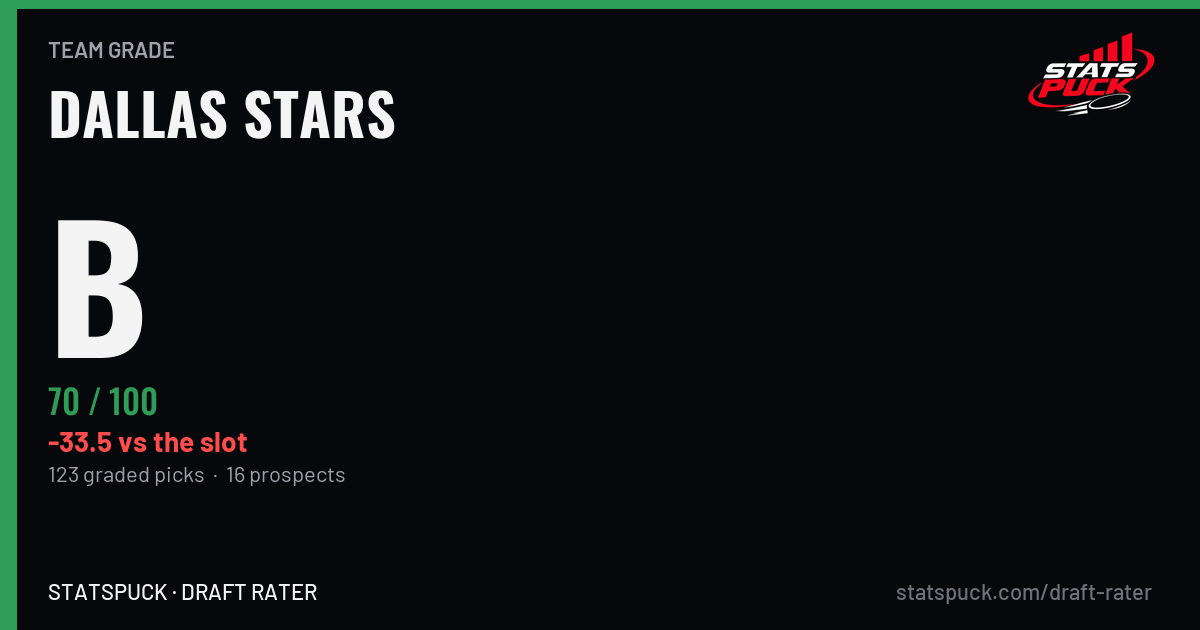 TEAM GRADE
STATS
PUCK
DALLAS STARS
B
70 / 100
-33.5 vs the slot
123 graded picks · 16 prospects
STATSPUCK · DRAFT RATER
statspuck.com/draft-rater